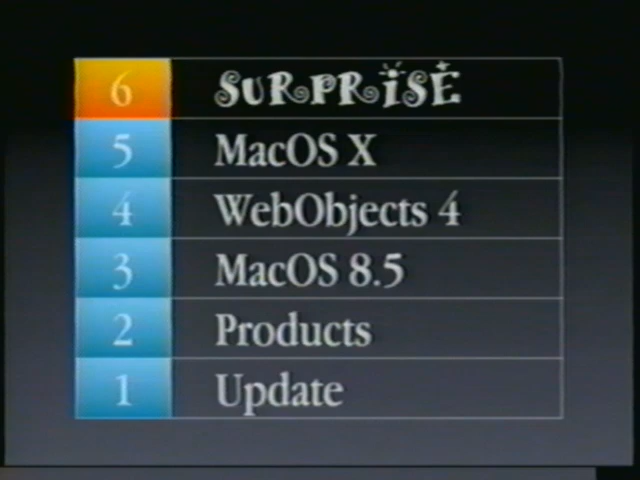 6 SURPRiSE
5 MacOS X
4 WebObjects 4
3 MacOS 8.5
2 Products
1 Update